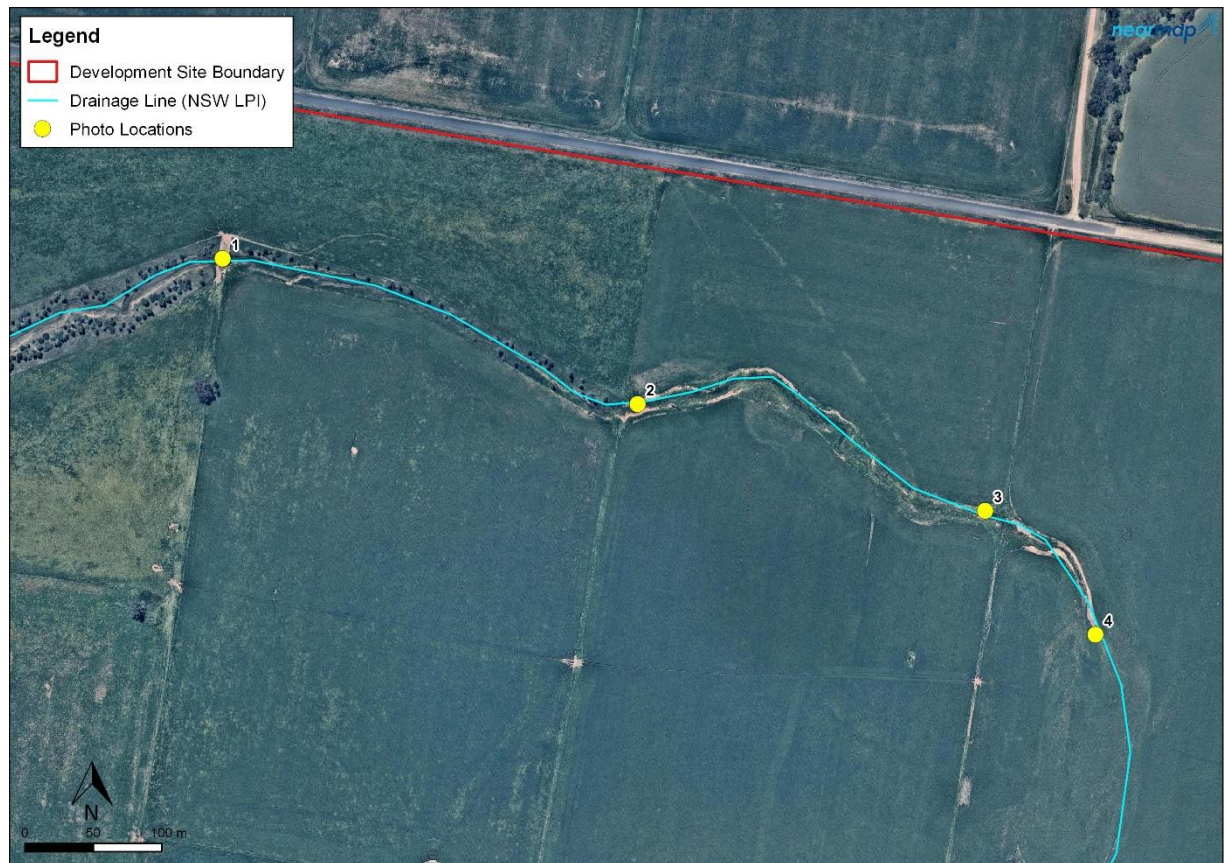 Legend
Development Site Boundary
Drainage Line (NSW LPI)
Photo Locations
nearmap
1
2
3
4
N
0 50 100 m